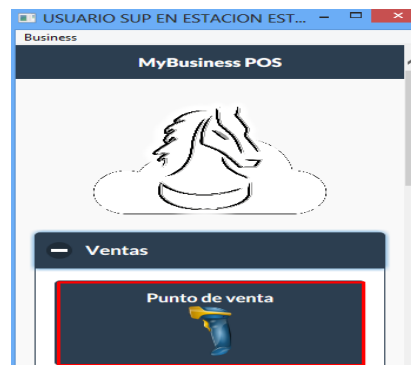 USUARIO SUP EN ESTACION EST...
Business
MyBusiness POS
Ventas
Punto de venta